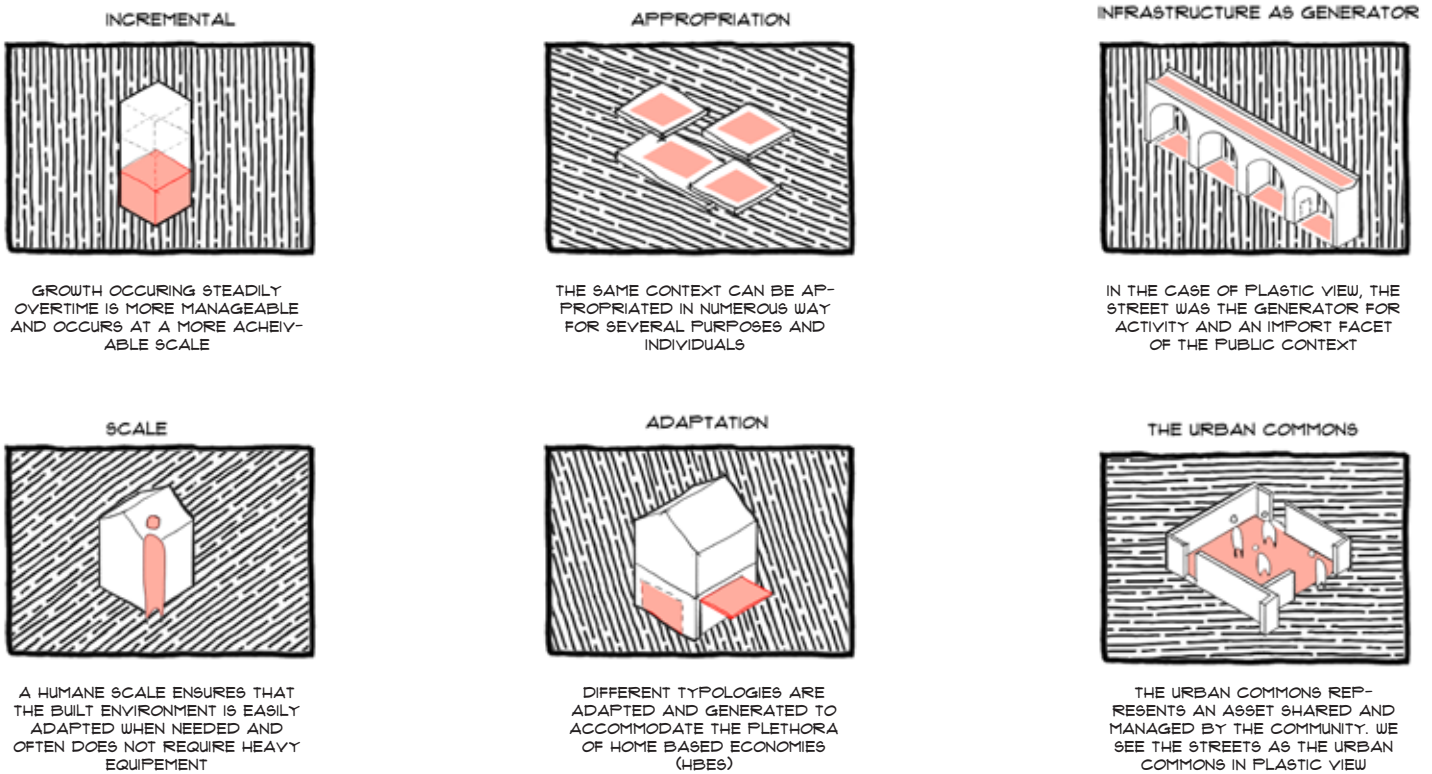 INCREMENTAL
GROWTH OCCURING STEADILY
OVERTIME IS MORE MANAGEABLE
AND OCCURS AT A MORE ACHEIV-
ABLE SCALE
APPROPRIATION
THE SAME CONTEXT CAN BE AP-
PROPRIATED IN NUMEROUS WAY
FOR SEVERAL PURPOSES AND
INDIVIDUALS
INFRASTRUCTURE AS GENERATOR
IN THE CASE OF PLASTIC VIEW, THE
STREET WAS THE GENERATOR FOR
ACTIVITY AND AN IMPORT FACET
OF THE PUBLIC CONTEXT
SCALE
A HUMANE SCALE ENSURES THAT
THE BUILT ENVIRONMENT IS EASILY
ADAPTED WHEN NEEDED AND
OFTEN DOES NOT REQUIRE HEAVY
EQUIPEMENT
ADAPTATION
DIFFERENT TYPOLOGIES ARE
ADAPTED AND GENERATED TO
ACCOMMODATE THE PLETHORA
OF HOME BASED ECONOMIES
(HBES)
THE URBAN COMMONS
THE URBAN COMMONS REP-
RESENTS AN ASSET SHARED AND
MANAGED BY THE COMMUNITY. WE
SEE THE STREETS AS THE URBAN
COMMONS IN PLASTIC VIEW